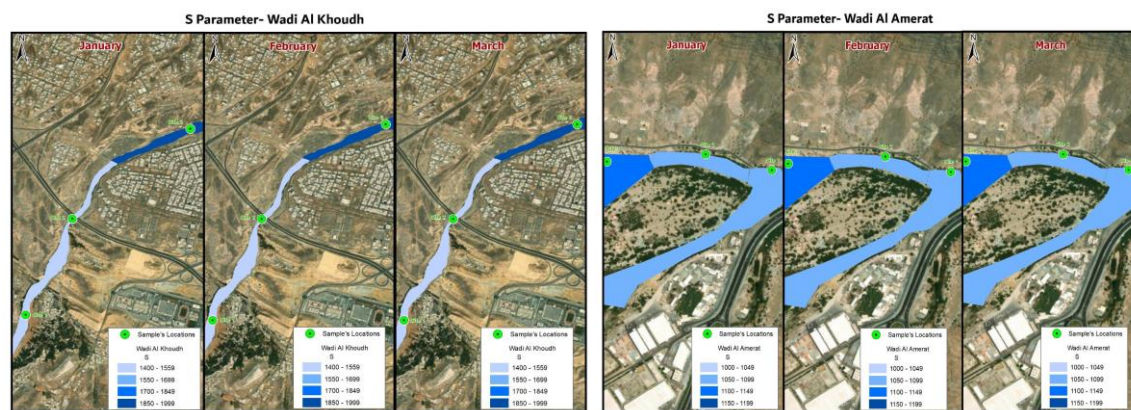 S Parameter- Wadi Al Khoudh
January
February
March
N
N
N
Sample's Locations
Wadi Al Khoudh
S
1400 - 1559
1550 - 1699
1700 - 1849
1850 - 1999
Sample's Locations
Wadi Al Khoudh
S
1400 - 1559
1550 - 1699
1700 - 1849
1850 - 1999
Sample's Locations
Wadi Al Khoudh
S
1400 - 1559
1550 - 1699
1700 - 1849
1850 - 1999
S Parameter- Wadi Al Amerat
January
February
March
N
N
N
Sample's Locations
Wadi Al Amerat
S
1000 - 1049
1050 - 1099
1100 - 1149
1150 - 1199
Sample's Locations
Wadi Al Amerat
S
1000 - 1049
1050 - 1099
1100 - 1149
1150 - 1199
Sample's Locations
Wadi Al Amerat
S
1000 - 1049
1050 - 1099
1100 - 1149
1150 - 1199